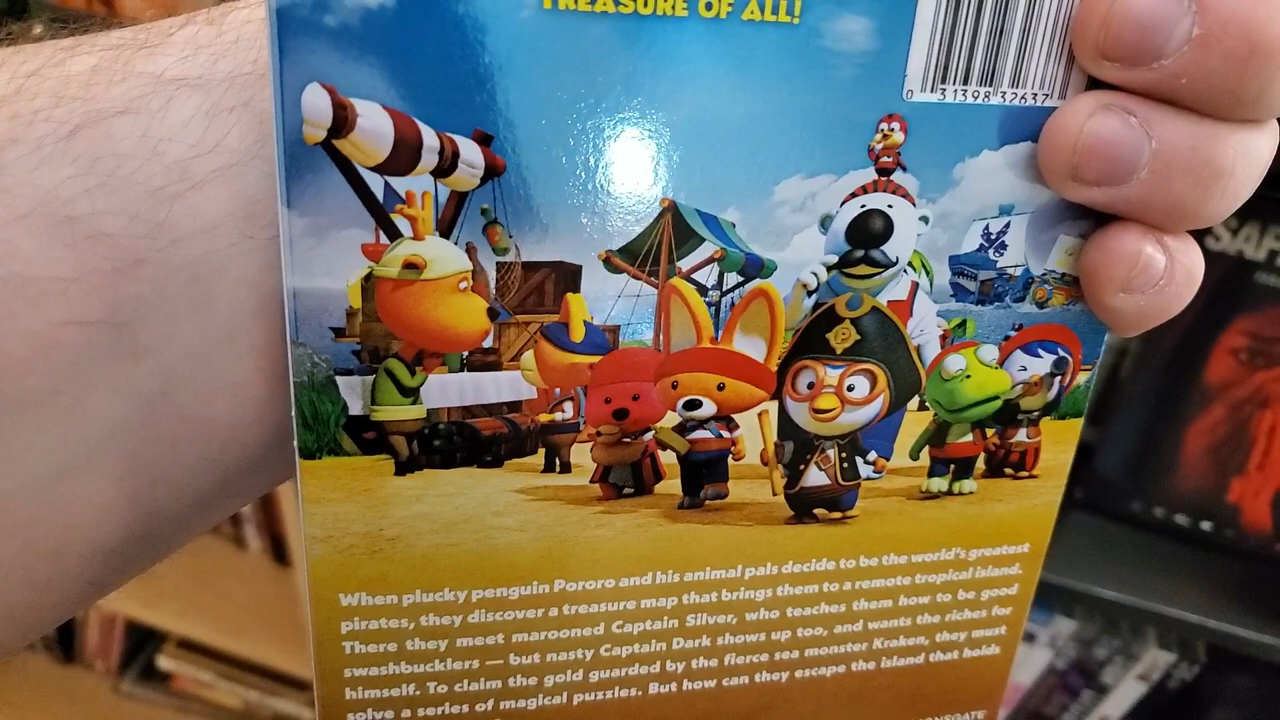 TREASURE OF ALL!
0 31398 32637
SAF
P
When plucky penguin Pororo and his animal pals decide to be the world's greatest
pirates, they discover a treasure map that brings them to a remote tropical island.
There they meet marooned Captain Silver, who teaches them how to be good
swashbucklers — but nasty Captain Dark shows up too, and wants the riches for
himself. To claim the gold guarded by the fierce sea monster Kraken, they must
solve a series of magical puzzles. But how can they escape the island that holds
LIONSGATE